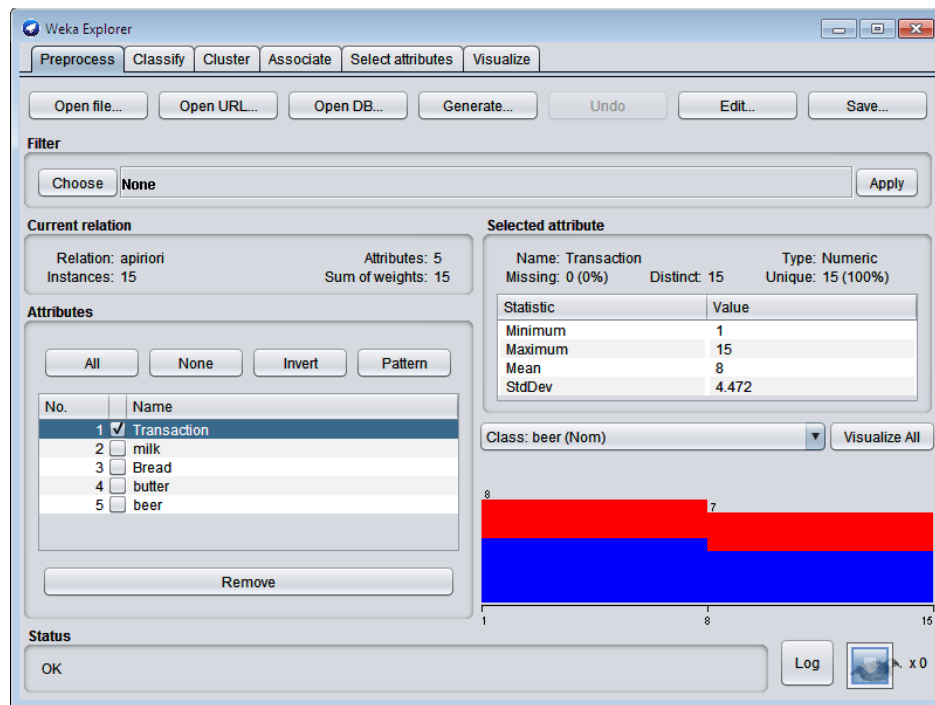 Weka Explorer
Preprocess Classify Cluster Associate Select attributes Visualize
Open file... Open URL... Open DB... Generate... Undo Edit... Save...
Filter
Choose None Apply
Current relation
Relation: apiriori Attributes: 5
Instances: 15 Sum of weights: 15
Selected attribute
Name: Transaction Type: Numeric
Missing: 0 (0%) Distinct: 15 Unique: 15 (100%)
Statistic Value
Minimum 1
Maximum 15
Mean 8
StdDev 4.472
Attributes
All None Invert Pattern
No. Name
1 Transaction
2 milk
3 Bread
4 butter
5 beer
Remove
Class: beer (Nom) Visualize All
8
7
1 8 15
Status
OK
Log x 0